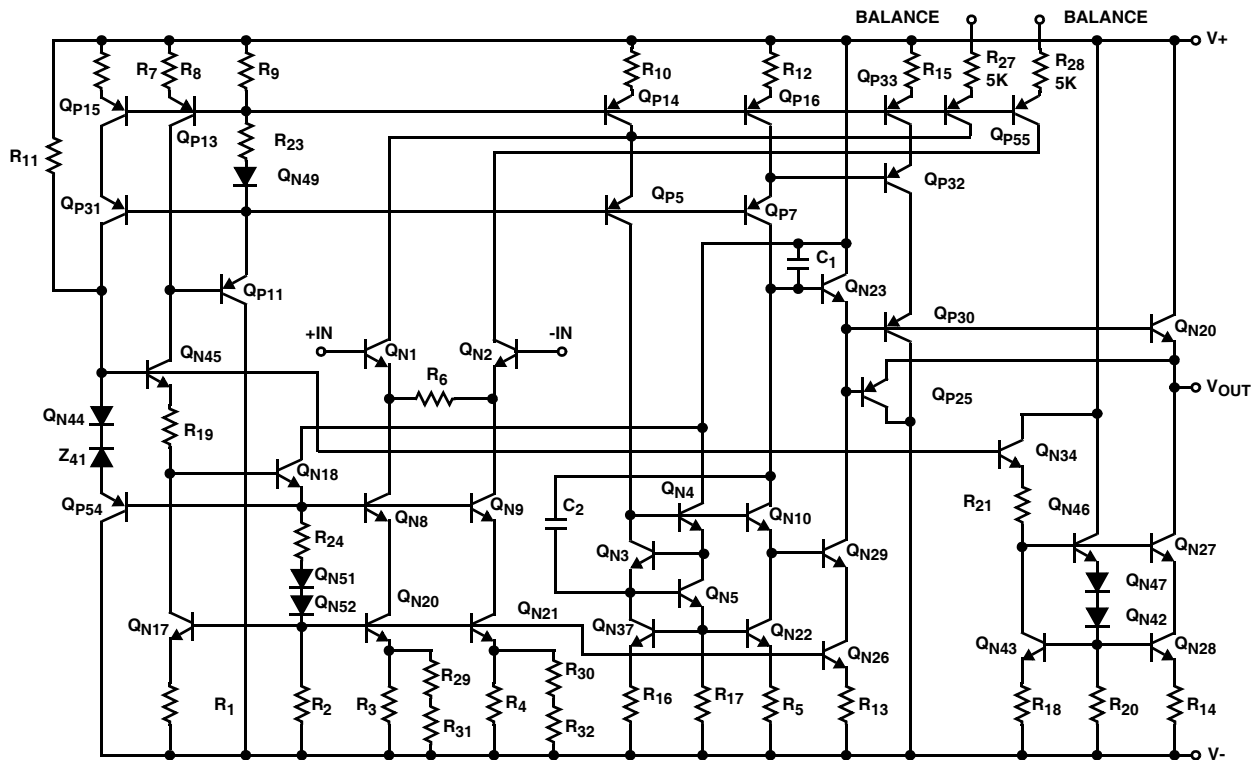 BALANCE BALANCE
V+
R7 R8 R9 R10 R12 QP33 R15 R27 5K R28 5K
QP15 QP13 QP14 QP16 QP55
R11 R23
QN49
QP31 QP5 QP7 QP32
C1
QP11 QN23
QP30 QN20
+IN -IN
QN45 QN1 QN2
R6
VOUT
QP25
QN44 R19
Z41 QN18 QN34
QP54 QN8 QN9 C2 QN4 QN10 R21 QN46
R24 QN3 QN29 QN27
QN51 QN5 QN47
QN52 QN20 QN21 QN42
QN17 QN37 QN22 QN26 QN43 QN28
R29 R30
R1 R2 R3 R4 R16 R17 R5 R13 R18 R20 R14
R31 R32
V-